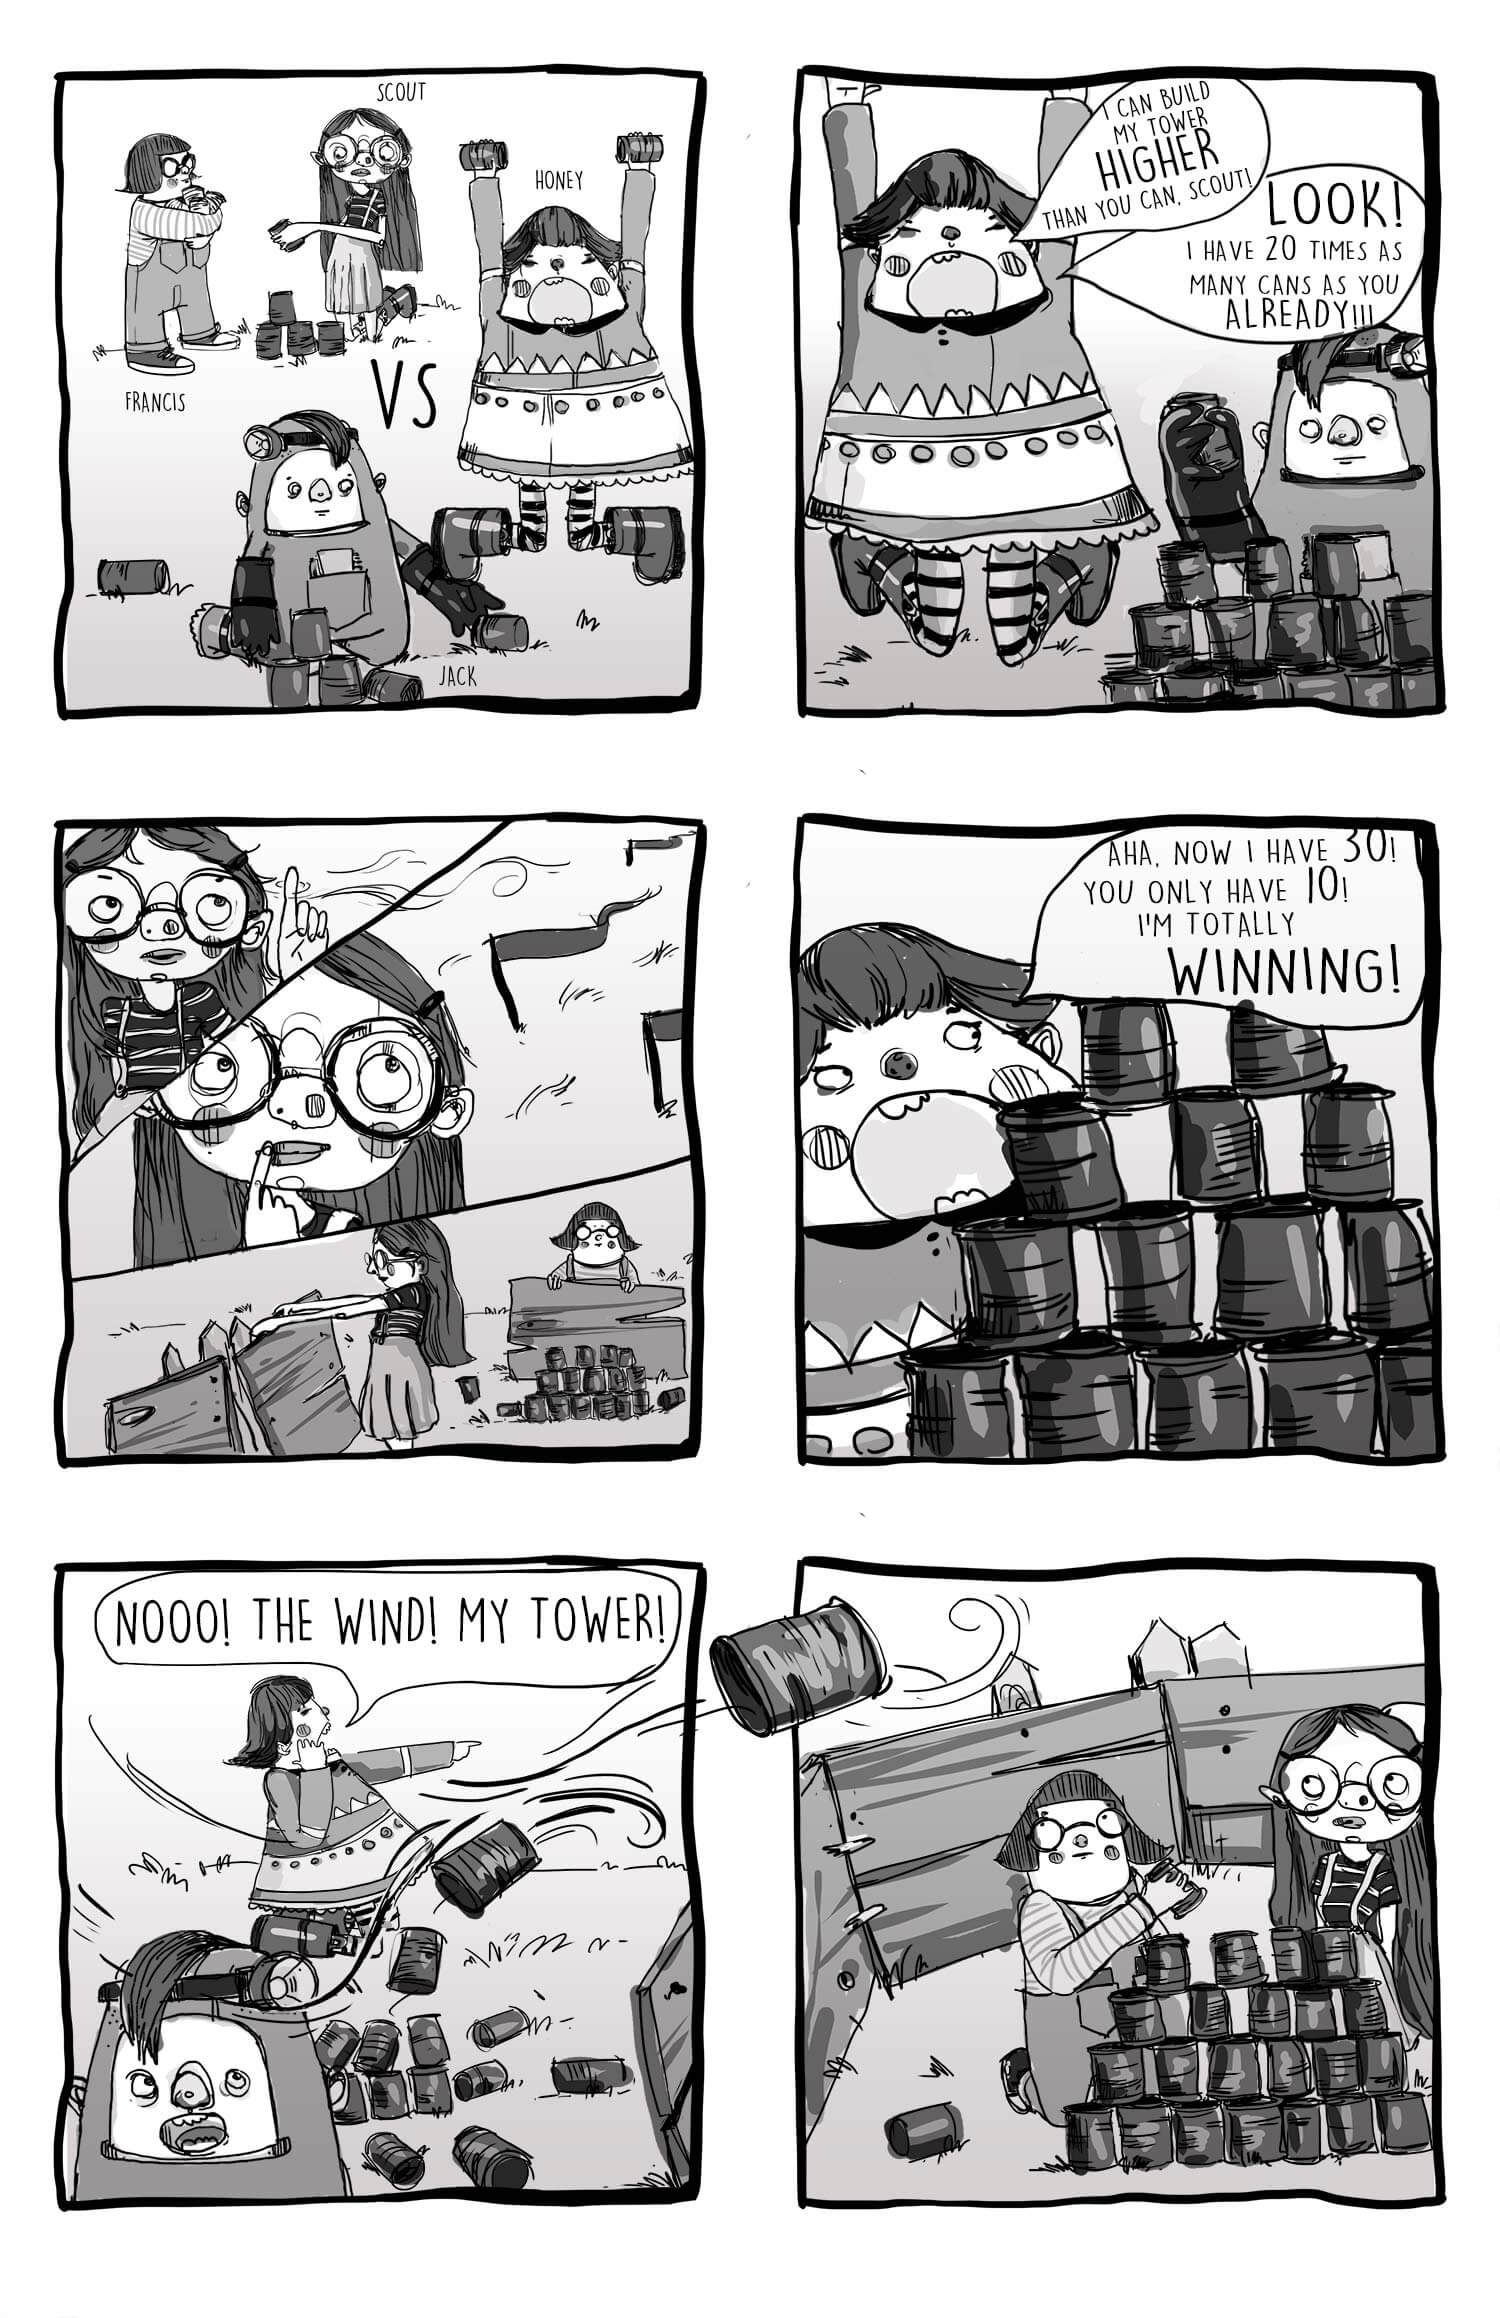 SCOUT
HONEY
VS
FRANCIS
JACK
I CAN BUILD
MY TOWER
HIGHER
THAN YOU CAN, SCOUT!
LOOK!
I HAVE 20 TIMES AS
MANY CANS AS YOU
ALREADY!!!
AHA, NOW I HAVE 30!
YOU ONLY HAVE 10!
I'M TOTALLY
WINNING!
NOOO! THE WIND! MY TOWER!